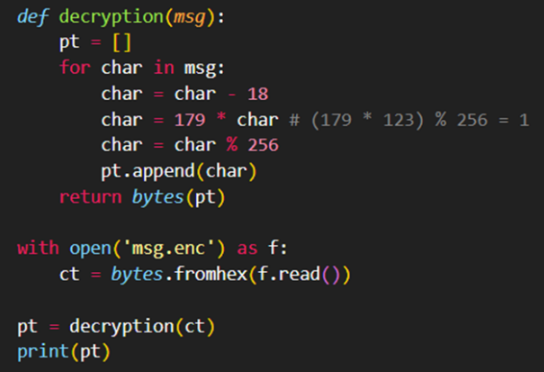 def decryption(msg):
    pt = []
    for char in msg:
        char = char - 18
        char = 179 * char # (179 * 123) % 256 = 1
        char = char % 256
        pt.append(char)
    return bytes(pt)

with open('msg.enc') as f:
    ct = bytes.fromhex(f.read())

pt = decryption(ct)
print(pt)